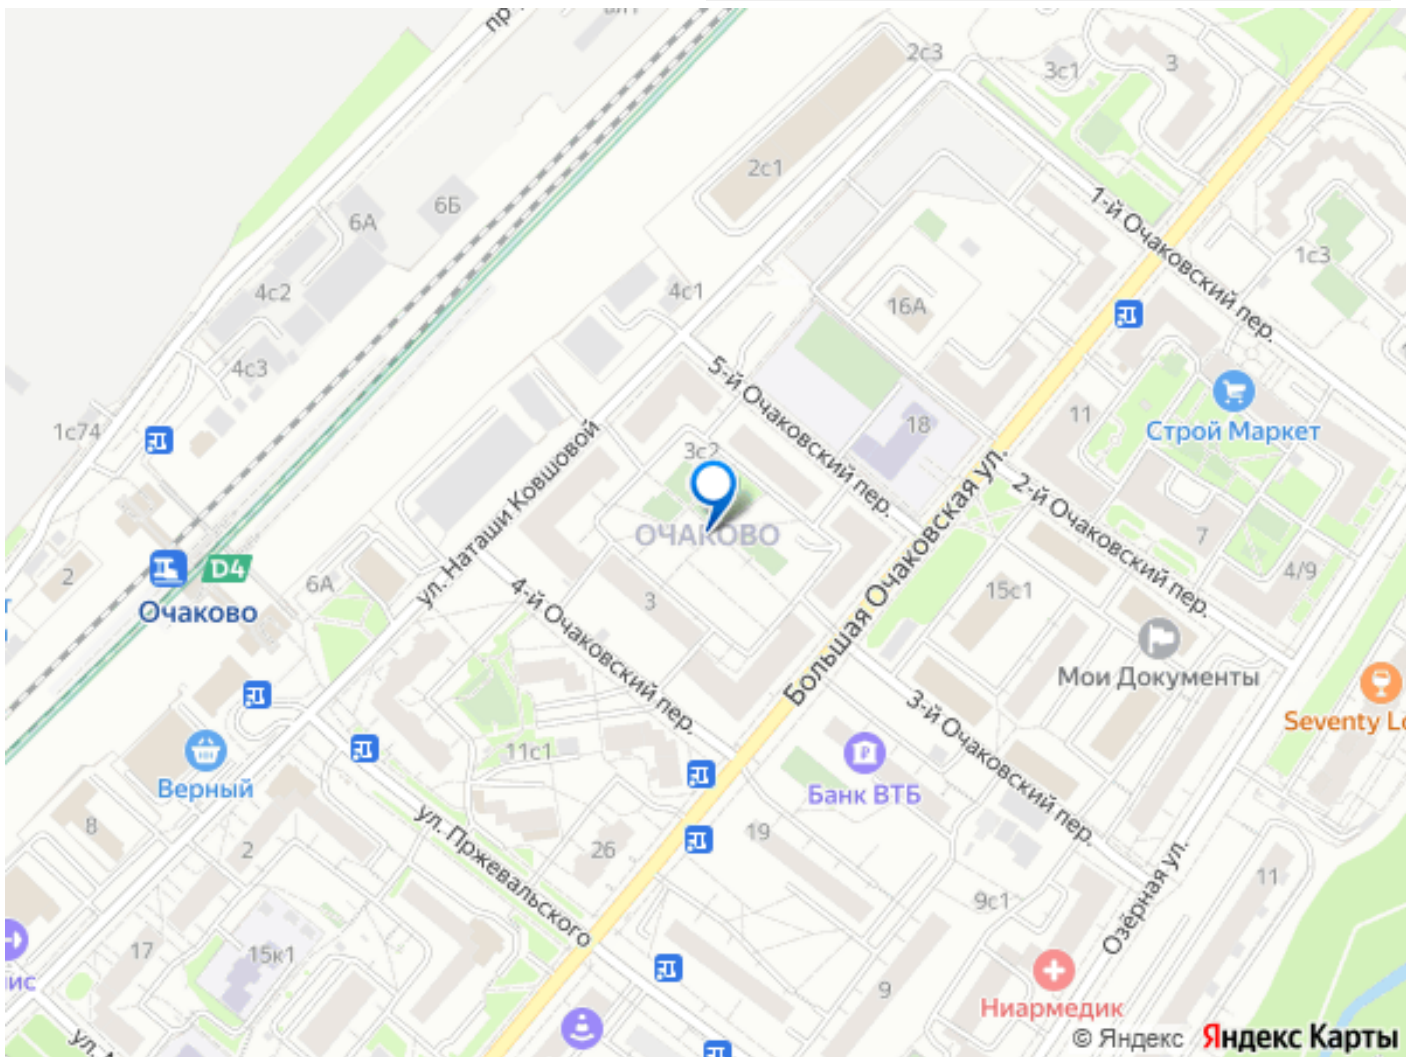 2с3
3с1
3
2с1
6Б
6А
1-й Очаковский пер.
1с3
4с2
4с1
16А
4с3
5-й Очаковский пер.
Строй Маркет
11
18
1с74
3с2
ул. Наташи Ковшовой
ОЧАКОВО
Большая Очаковская ул.
2-й Очаковский пер.
7
4/9
D4
Очаково
2
6А
4-й Очаковский пер.
3
15с1
Мои Документы
Seventy Lo
3-й Очаковский пер.
11с1
Верный
Банк ВТБ
8
2
ул. Пржевальского
26
19
11
Озёрная ул.
9с1
17
15к1
9
Ниармедик
ис
© Яндекс Яндекс Карты